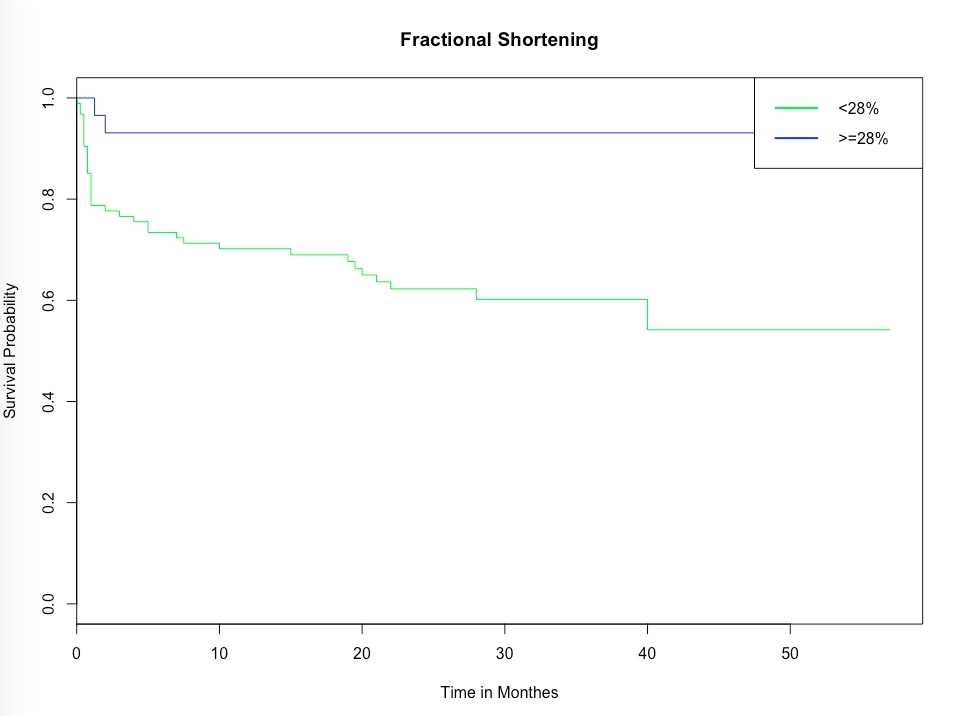 Fractional Shortening
<28%
>=28%
Survival Probability
1.0
0.8
0.6
0.4
0.2
0.0
0 10 20 30 40 50
Time in Monthes